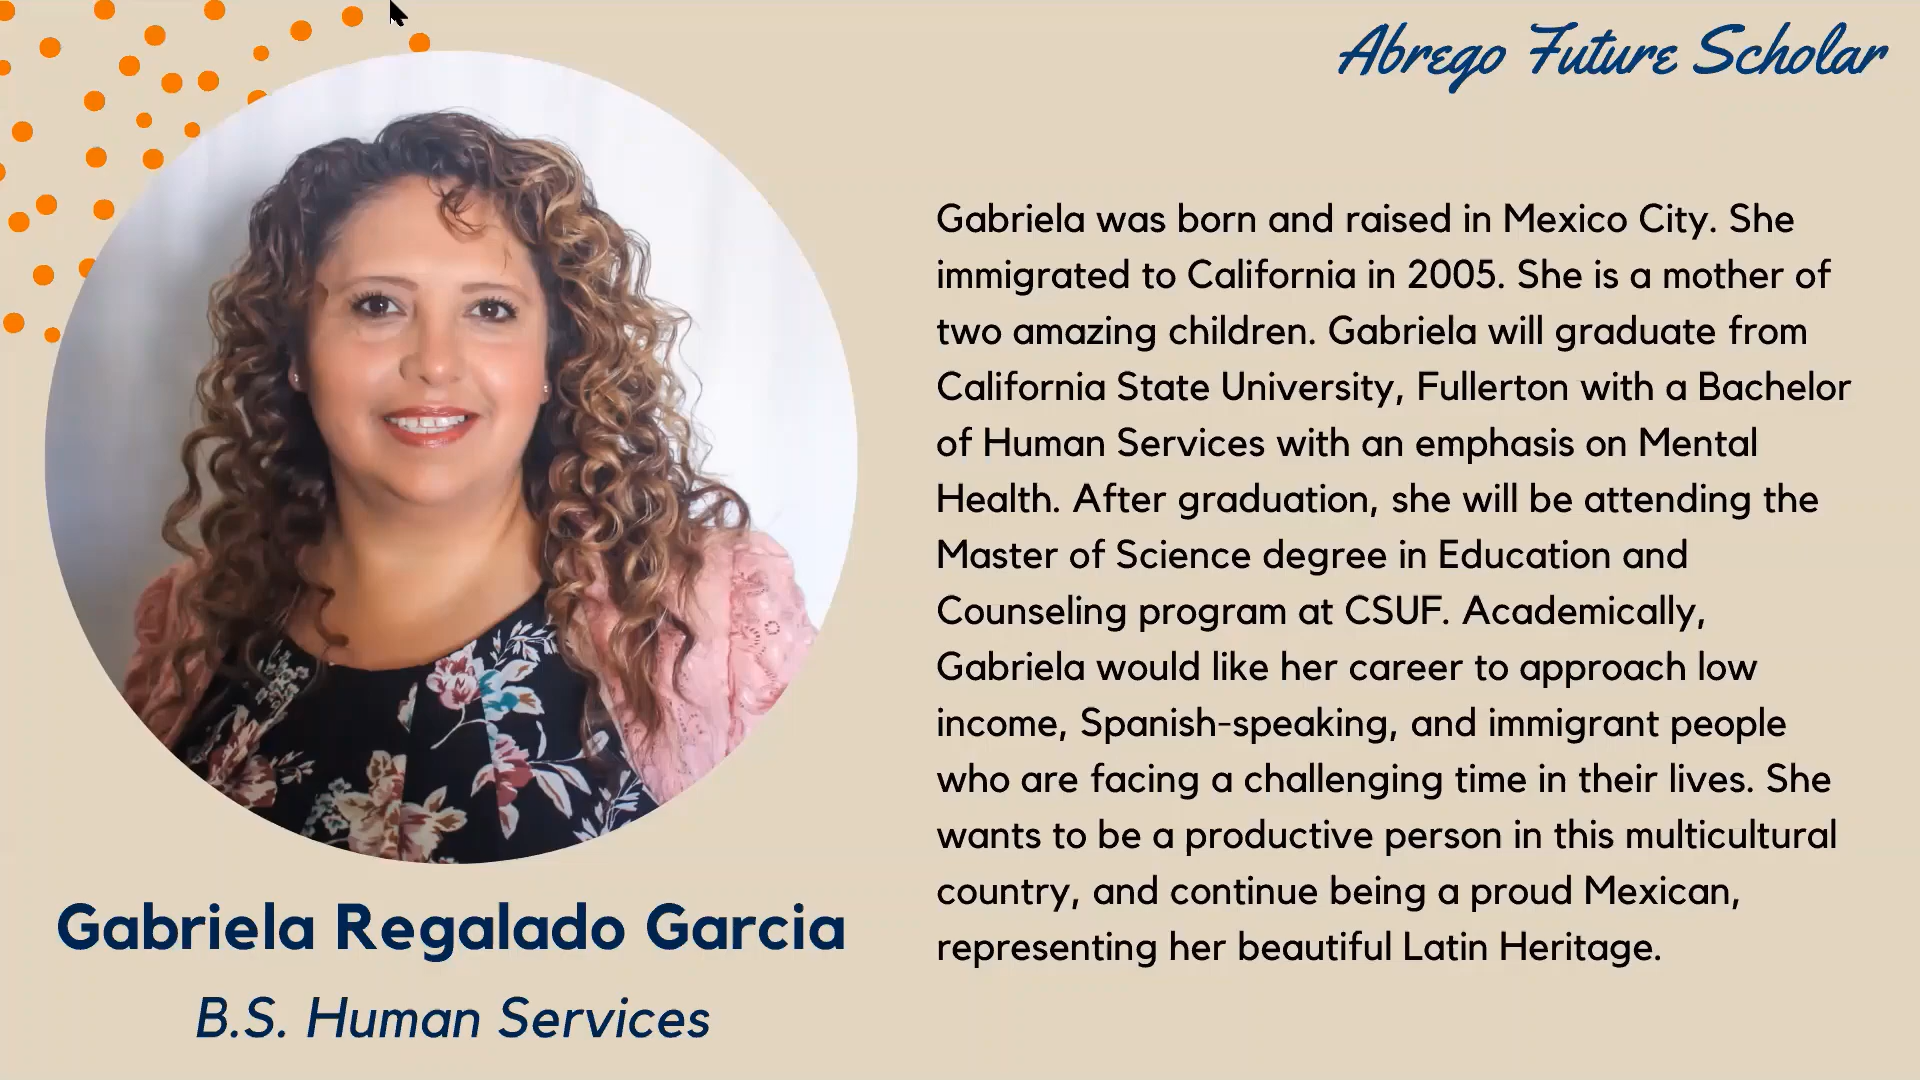 Abrego Future Scholar
Gabriela was born and raised in Mexico City. She
immigrated to California in 2005. She is a mother of
two amazing children. Gabriela will graduate from
California State University, Fullerton with a Bachelor
of Human Services with an emphasis on Mental
Health. After graduation, she will be attending the
Master of Science degree in Education and
Counseling program at CSUF. Academically,
Gabriela would like her career to approach low
income, Spanish-speaking, and immigrant people
who are facing a challenging time in their lives. She
wants to be a productive person in this multicultural
country, and continue being a proud Mexican,
representing her beautiful Latin Heritage.
Gabriela Regalado Garcia
B.S. Human Services